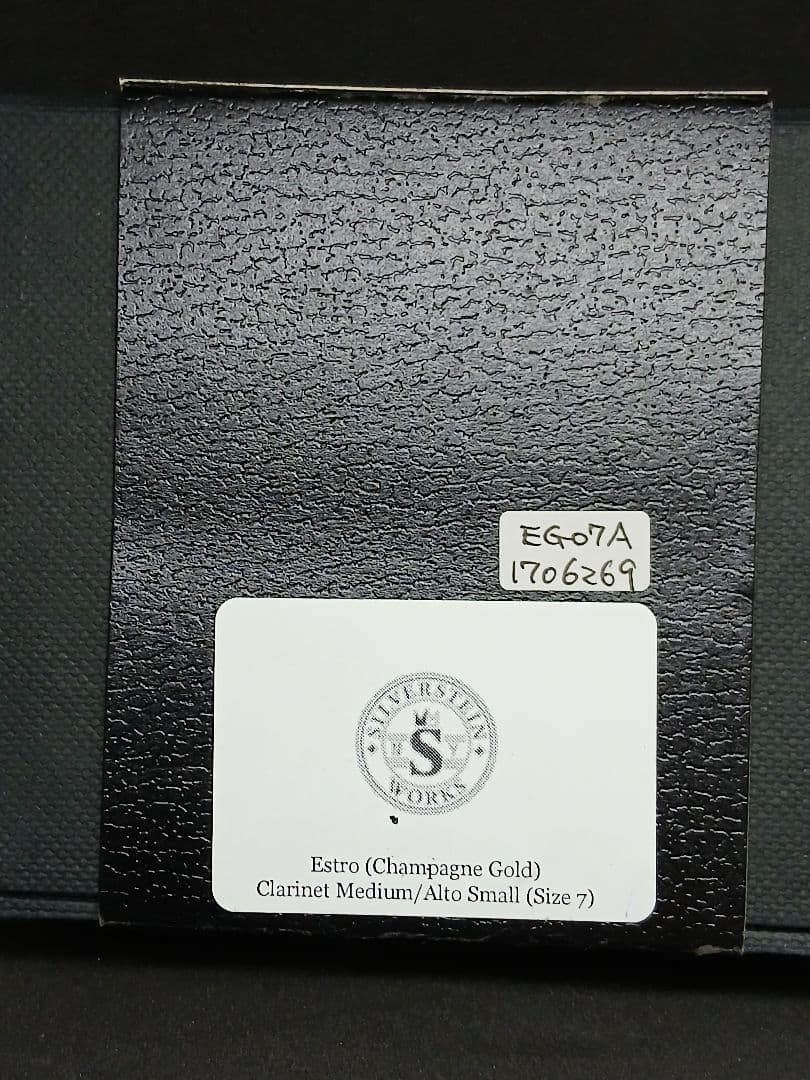 EG07A
1706269
SILVERSTEIN
N Y
S
WORKS
Estro (Champagne Gold)
Clarinet Medium/Alto Small (Size 7)